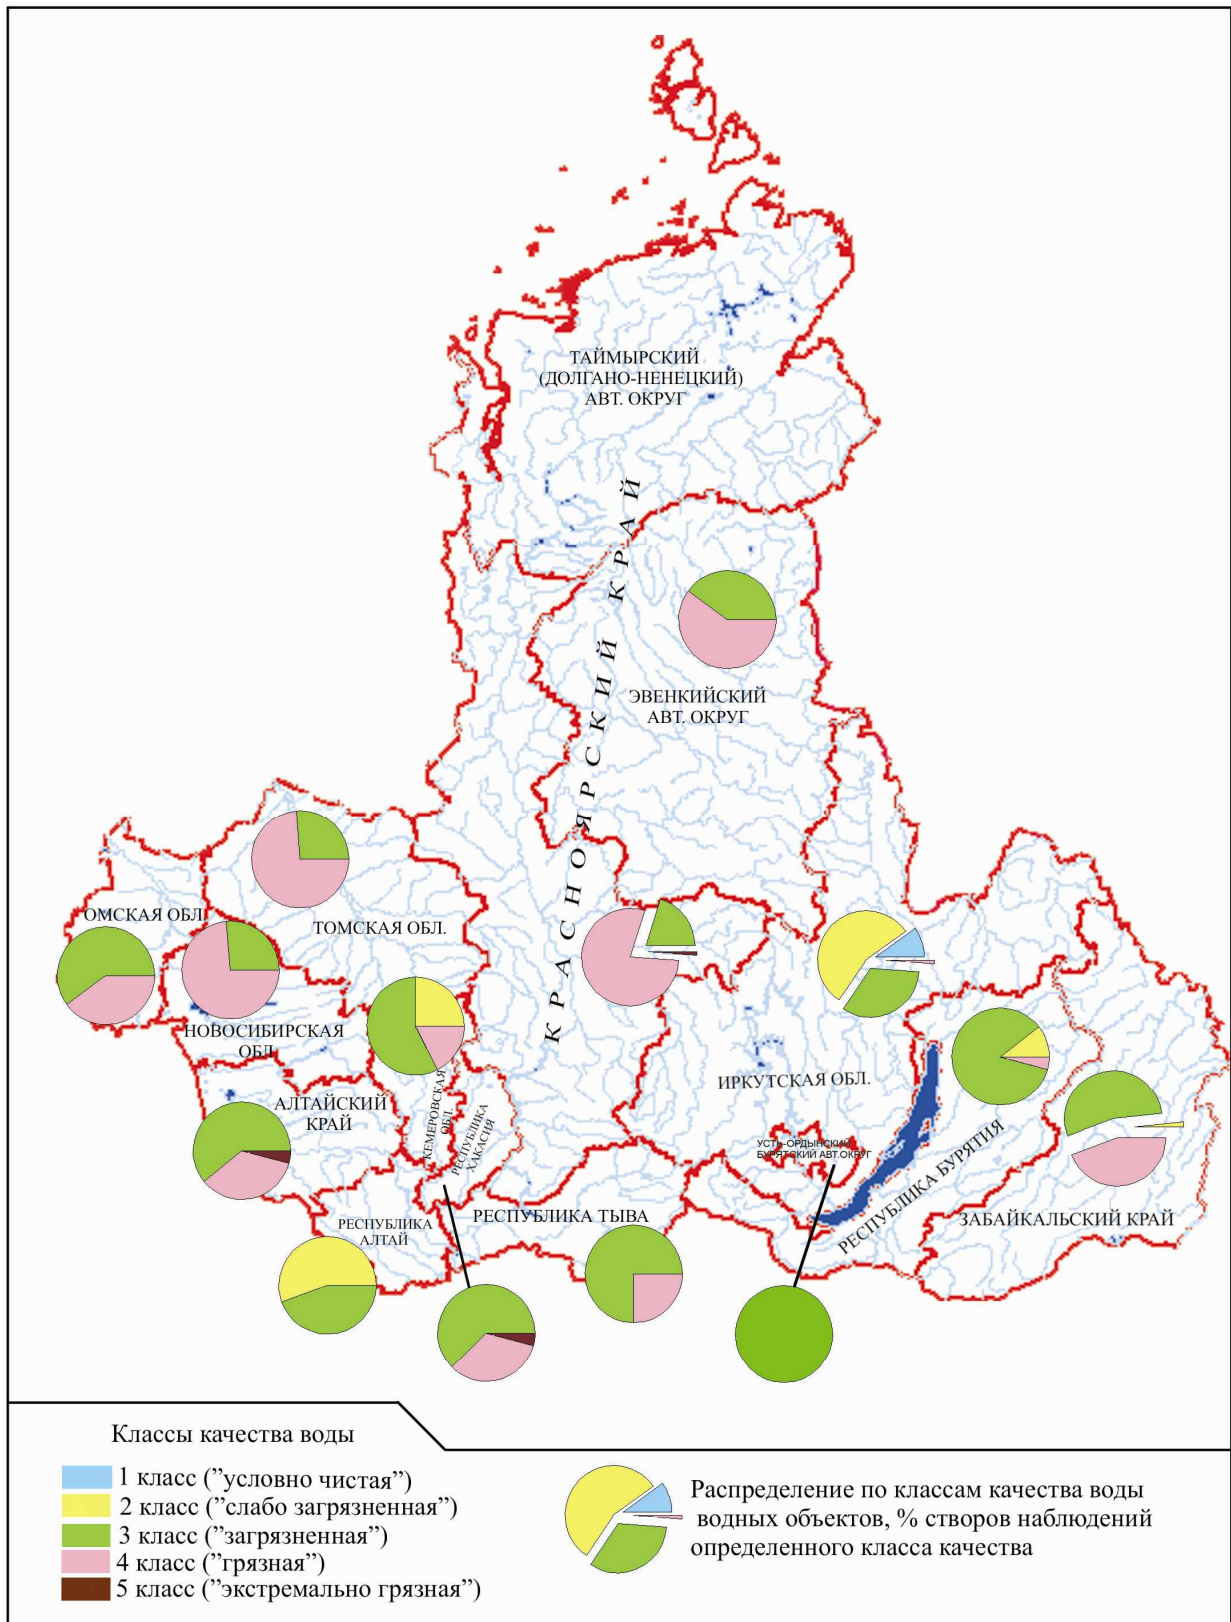 ТАЙМЫРСКИЙ
(ДОЛГАНО-НЕНЕЦКИЙ)
АВТ. ОКРУГ
КРАСНОЯРСКИЙ КРАЙ
ЭВЕНКИЙСКИЙ
АВТ. ОКРУГ
ОМСКАЯ ОБЛ.
ТОМСКАЯ ОБЛ.
НОВОСИБИРСКАЯ
ОБЛ.
АЛТАЙСКИЙ
КРАЙ
КЕМЕРОВСКАЯ
ОБЛ.
РЕСПУБЛИКА
ХАКАСИЯ
ИРКУТСКАЯ ОБЛ.
УСТЬ-ОРДЫНСКИЙ
БУРЯТСКИЙ АВТ.ОКРУГ
РЕСПУБЛИКА БУРЯТИЯ
ЗАБАЙКАЛЬСКИЙ КРАЙ
РЕСПУБЛИКА
АЛТАЙ
РЕСПУБЛИКА ТЫВА
Классы качества воды
1 класс ("условно чистая")
2 класс ("слабо загрязненная")
3 класс ("загрязненная")
4 класс ("грязная")
5 класс ("экстремально грязная")
Распределение по классам качества воды
водных объектов, % створов наблюдений
определенного класса качества